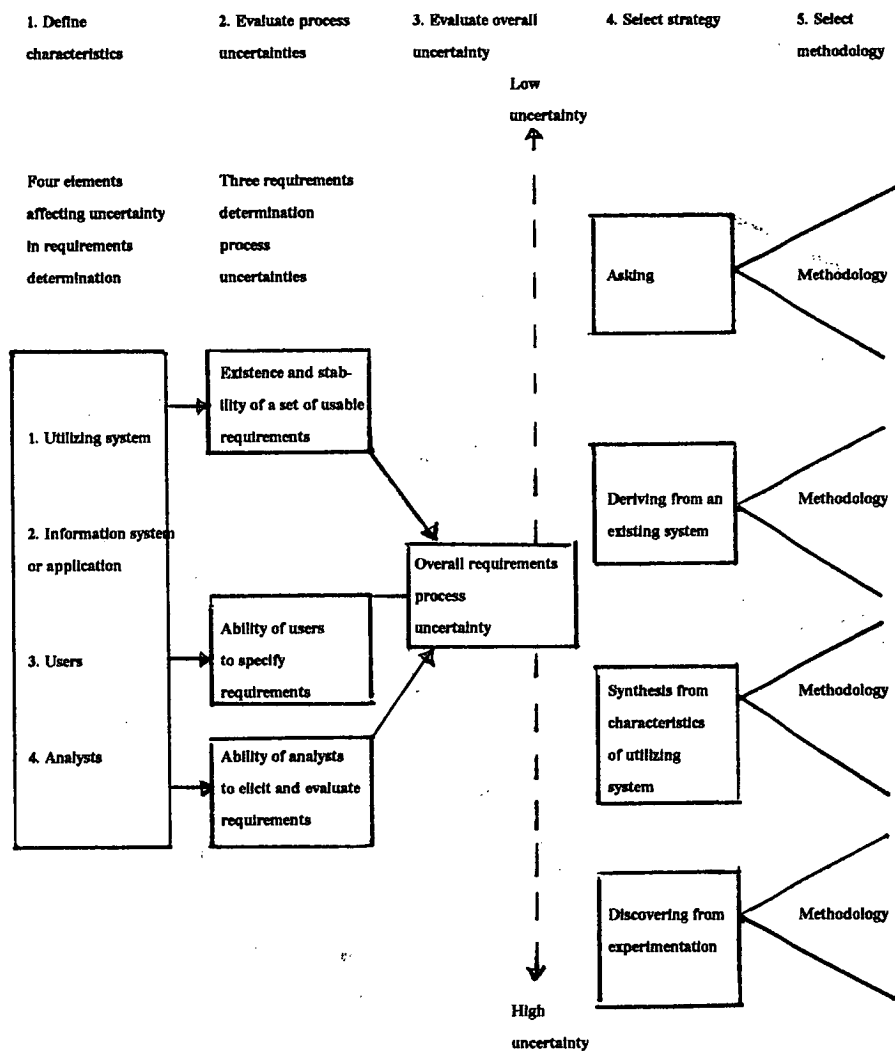 1. Define
characteristics
2. Evaluate process
uncertainties
3. Evaluate overall
uncertainty
4. Select strategy
5. Select
methodology
Low
uncertainty
Four elements
affecting uncertainty
in requirements
determination
Three requirements
determination
process
uncertainties
1. Utilizing system
2. Information system
or application
3. Users
4. Analysts
Existence and stab-
ility of a set of usable
requirements
Ability of users
to specify
requirements
Ability of analysts
to elicit and evaluate
requirements
Overall requirements
process
uncertainty
Asking
Methodology
Deriving from an
existing system
Methodology
Synthesis from
characteristics
of utilizing
system
Methodology
Discovering from
experimentation
Methodology
High
uncertainty